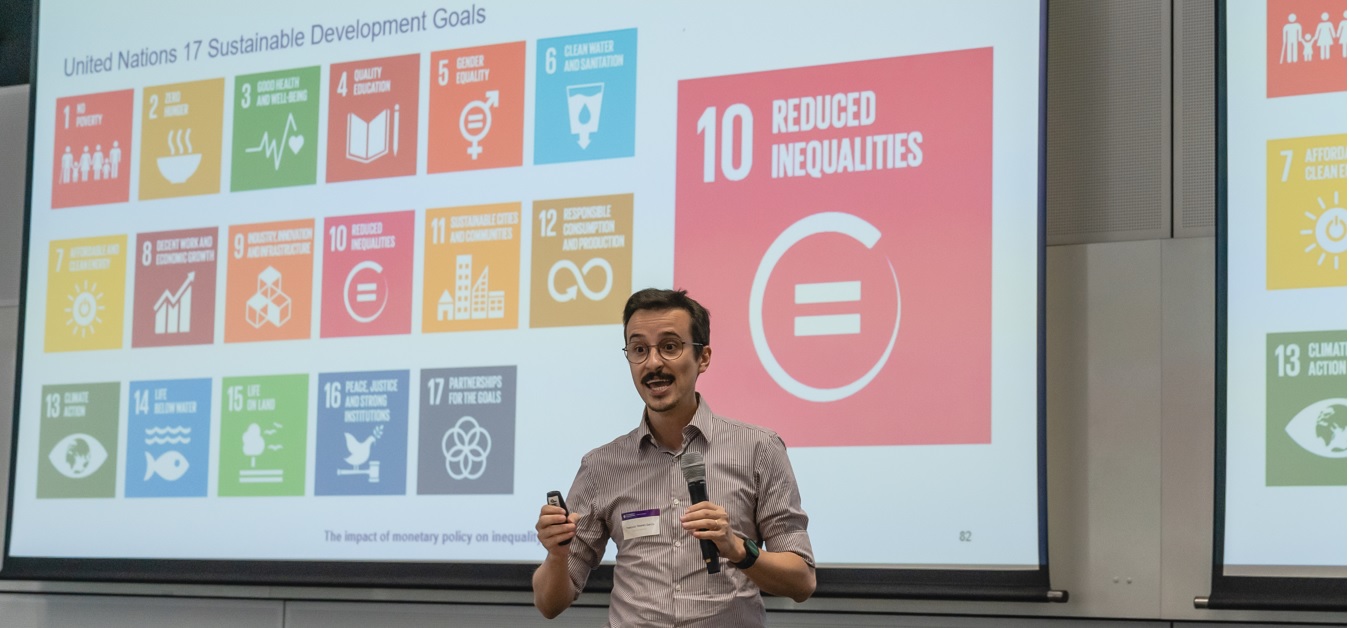 United Nations 17 Sustainable Development Goals
1 NO
POVERTY
2 ZERO
HUNGER
3 GOOD HEALTH
AND WELL-BEING
4 QUALITY
EDUCATION
5 GENDER
EQUALITY
6 CLEAN WATER
AND SANITATION
10 REDUCED
INEQUALITIES
7 AFFORDABLE AND
CLEAN ENERGY
8 DECENT WORK AND
ECONOMIC GROWTH
9 INDUSTRY, INNOVATION
AND INFRASTRUCTURE
10 REDUCED
INEQUALITIES
11 SUSTAINABLE CITIES
AND COMMUNITIES
12 RESPONSIBLE
CONSUMPTION
AND PRODUCTION
13 CLIMATE
ACTION
14 LIFE
BELOW WATER
15 LIFE
ON LAND
16 PEACE, JUSTICE
AND STRONG
INSTITUTIONS
17 PARTNERSHIPS
FOR THE GOALS
The impact of monetary policy on inequality
82
7 AFFORDA
CLEAN E
13 CLIMAT
ACTION